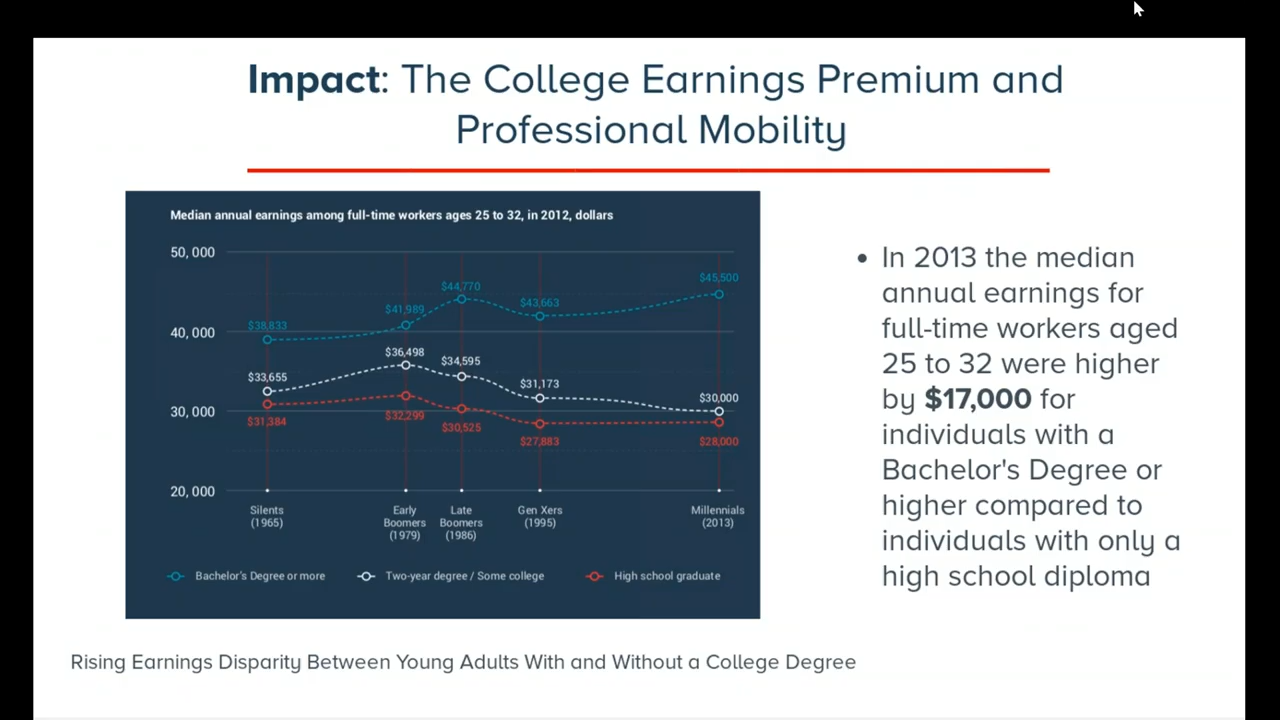 Impact: The College Earnings Premium and
Professional Mobility
Median annual earnings among full-time workers ages 25 to 32, in 2012, dollars
50, 000
40, 000
30, 000
20, 000
$38,833
$41,989
$44,770
$43,663
$45,500
$33,655
$36,498
$34,595
$31,173
$30,000
$31,384
$32,299
$30,525
$27,883
$28,000
Silents
(1965)
Early
Boomers
(1979)
Late
Boomers
(1986)
Gen Xers
(1995)
Millennials
(2013)
Bachelor's Degree or more
Two-year degree / Some college
High school graduate
• In 2013 the median
annual earnings for
full-time workers aged
25 to 32 were higher
by $17,000 for
individuals with a
Bachelor's Degree or
higher compared to
individuals with only a
high school diploma
Rising Earnings Disparity Between Young Adults With and Without a College Degree